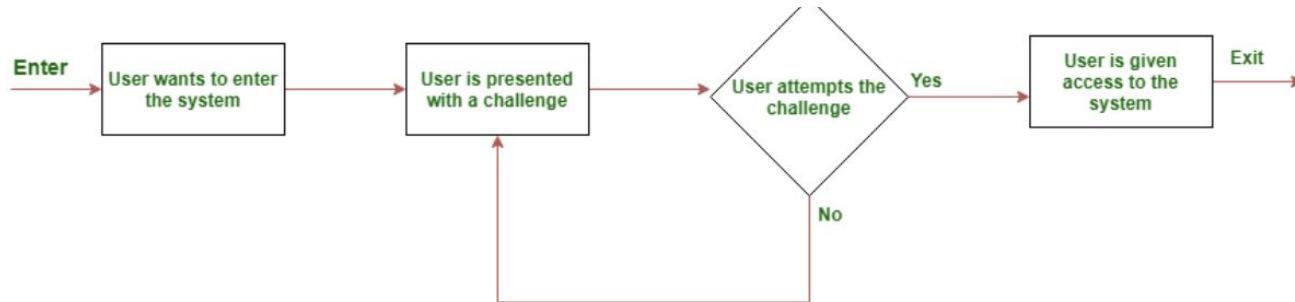 Enter
User wants to enter
the system
User is presented
with a challenge
User attempts the
challenge
Yes
No
User is given
access to the
system
Exit